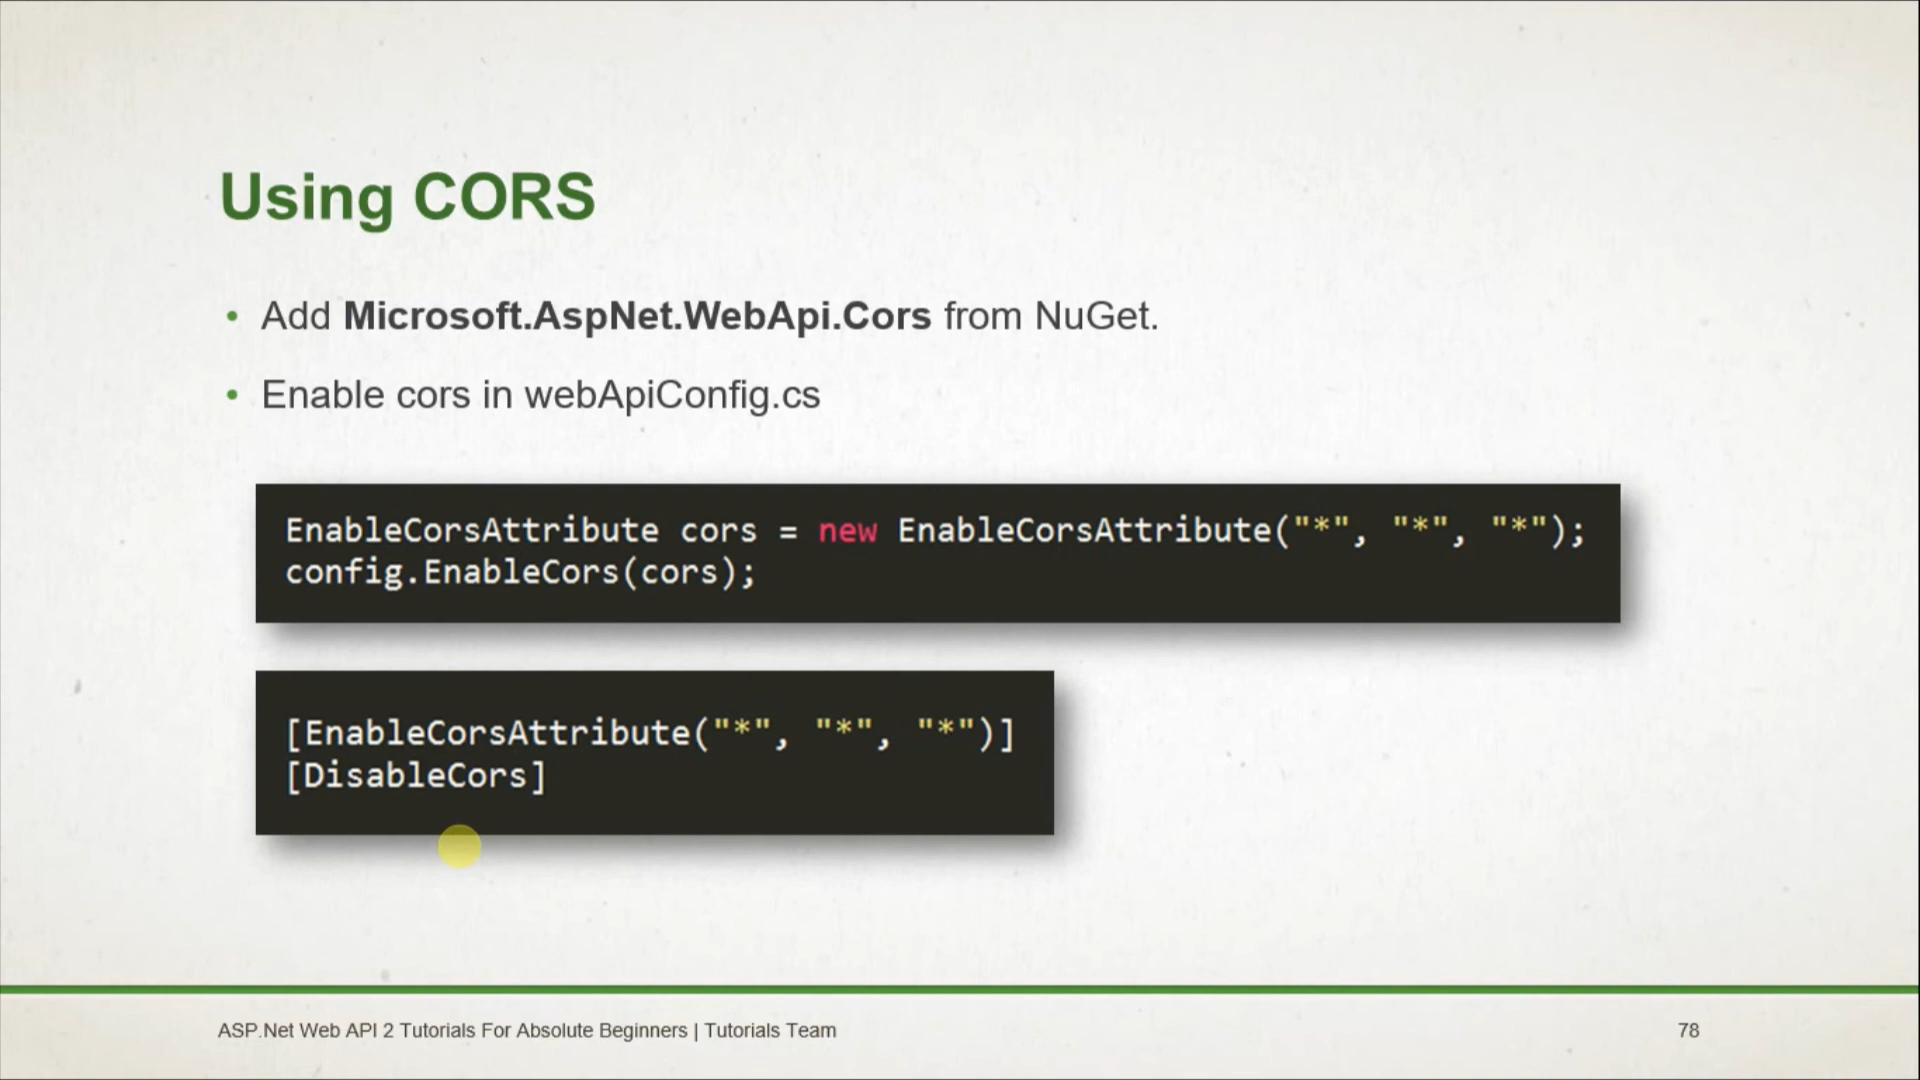 Using CORS
• Add Microsoft.AspNet.WebApi.Cors from NuGet.
• Enable cors in webApiConfig.cs
EnableCorsAttribute cors = new EnableCorsAttribute("*", "*", "*");
config.EnableCors(cors);
[EnableCorsAttribute("*", "*", "*")]
[DisableCors]
ASP.Net Web API 2 Tutorials For Absolute Beginners | Tutorials Team
78